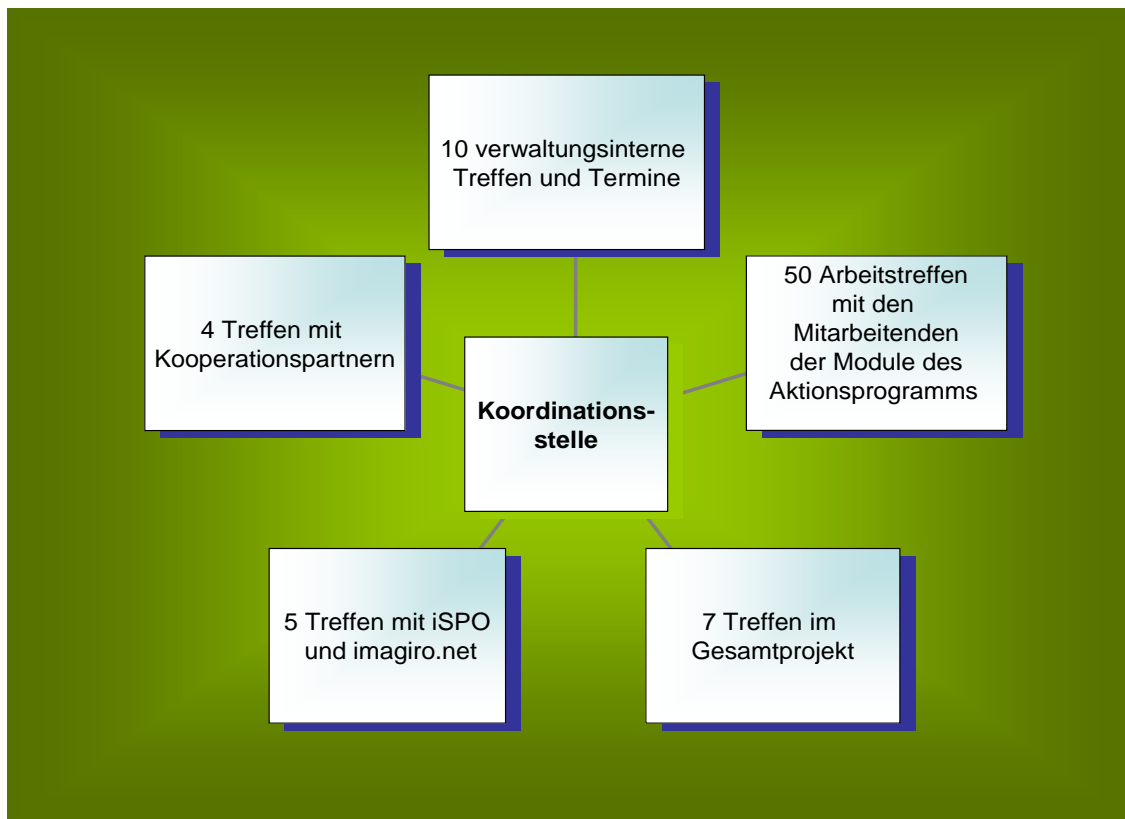 10 verwaltungsinterne
Treffen und Termine
4 Treffen mit
Kooperationspartnern
50 Arbeitstreffen
mit den
Mitarbeitenden
der Module des
Aktionsprogramms
Koordinations-
stelle
5 Treffen mit iSPO
und imagiro.net
7 Treffen im
Gesamtprojekt